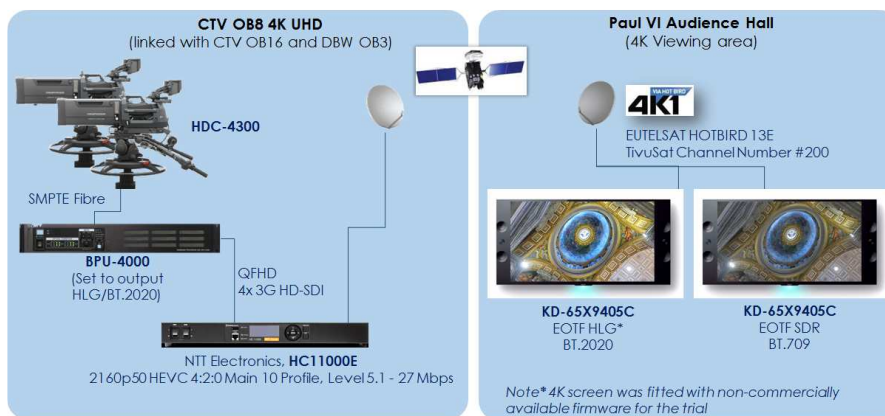 CTV OB8 4K UHD
(linked with CTV OB16 and DBW OB3)
HDC-4300
SMPTE Fibre
BPU-4000
(Set to output
HLG/BT.2020)
QFHD
4x 3G HD-SDI
NTT Electronics, HC11000E
2160p50 HEVC 4:2:0 Main 10 Profile, Level 5.1 - 27 Mbps
Paul VI Audience Hall
(4K Viewing area)
VIA HOT BIRD
4K1
EUTELSAT HOTBIRD 13E
TivuSat Channel Number #200
KD-65X9405C
EOTF HLG*
BT.2020
KD-65X9405C
EOTF SDR
BT.709
Note* 4K screen was fitted with non-commercially
available firmware for the trial